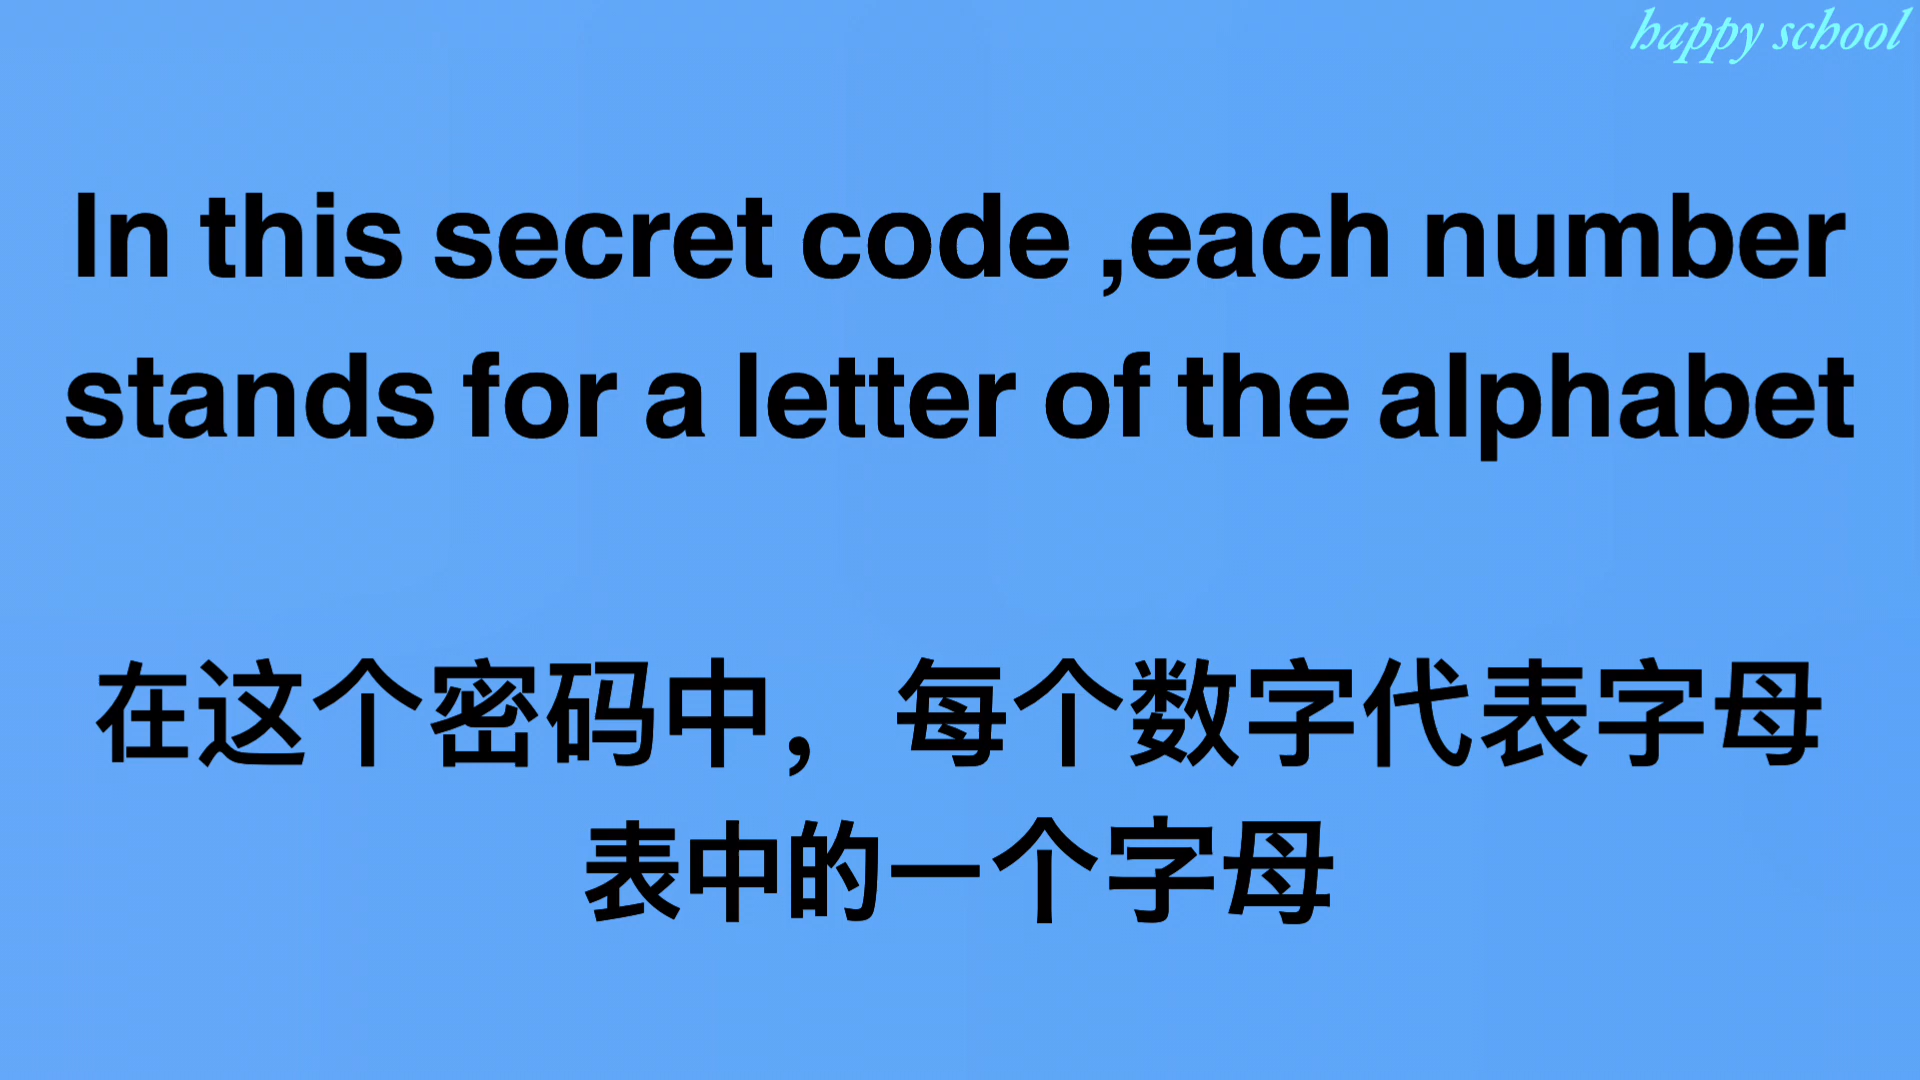 happy school
In this secret code ,each number
stands for a letter of the alphabet
在这个密码中，每个数字代表字母
表中的一个字母